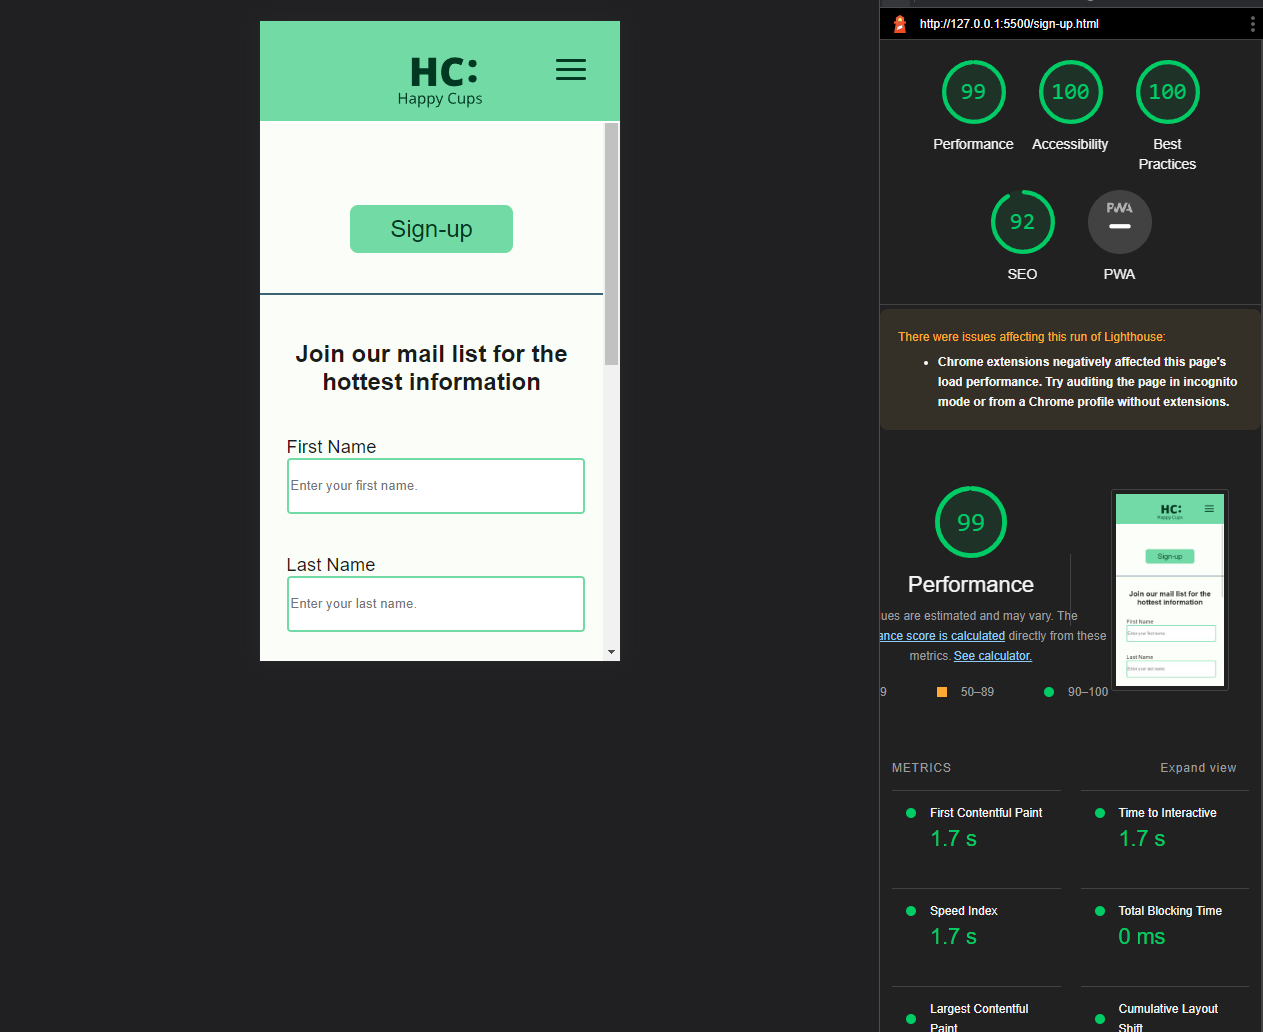 HC:
Happy Cups
Sign-up
Join our mail list for the
hottest information
First Name
Enter your first name.
Last Name
Enter your last name.
http://127.0.0.1:5500/sign-up.html
99
100
100
Performance
Accessibility
Best
Practices
92
PWA
SEO
PWA
There were issues affecting this run of Lighthouse:
• Chrome extensions negatively affected this page's
load performance. Try auditing the page in incognito
mode or from a Chrome profile without extensions.
99
Performance
ues are estimated and may vary. The
ance score is calculated directly from these
metrics. See calculator.
9
50–89
90–100
HC:
Happy Cups
Sign-up
Join our mail list for the
hottest information
First Name
Enter your first name.
Last Name
Enter your last name.
METRICS
Expand view
First Contentful Paint
1.7 s
Time to Interactive
1.7 s
Speed Index
1.7 s
Total Blocking Time
0 ms
Largest Contentful
Paint
Cumulative Layout
Shift